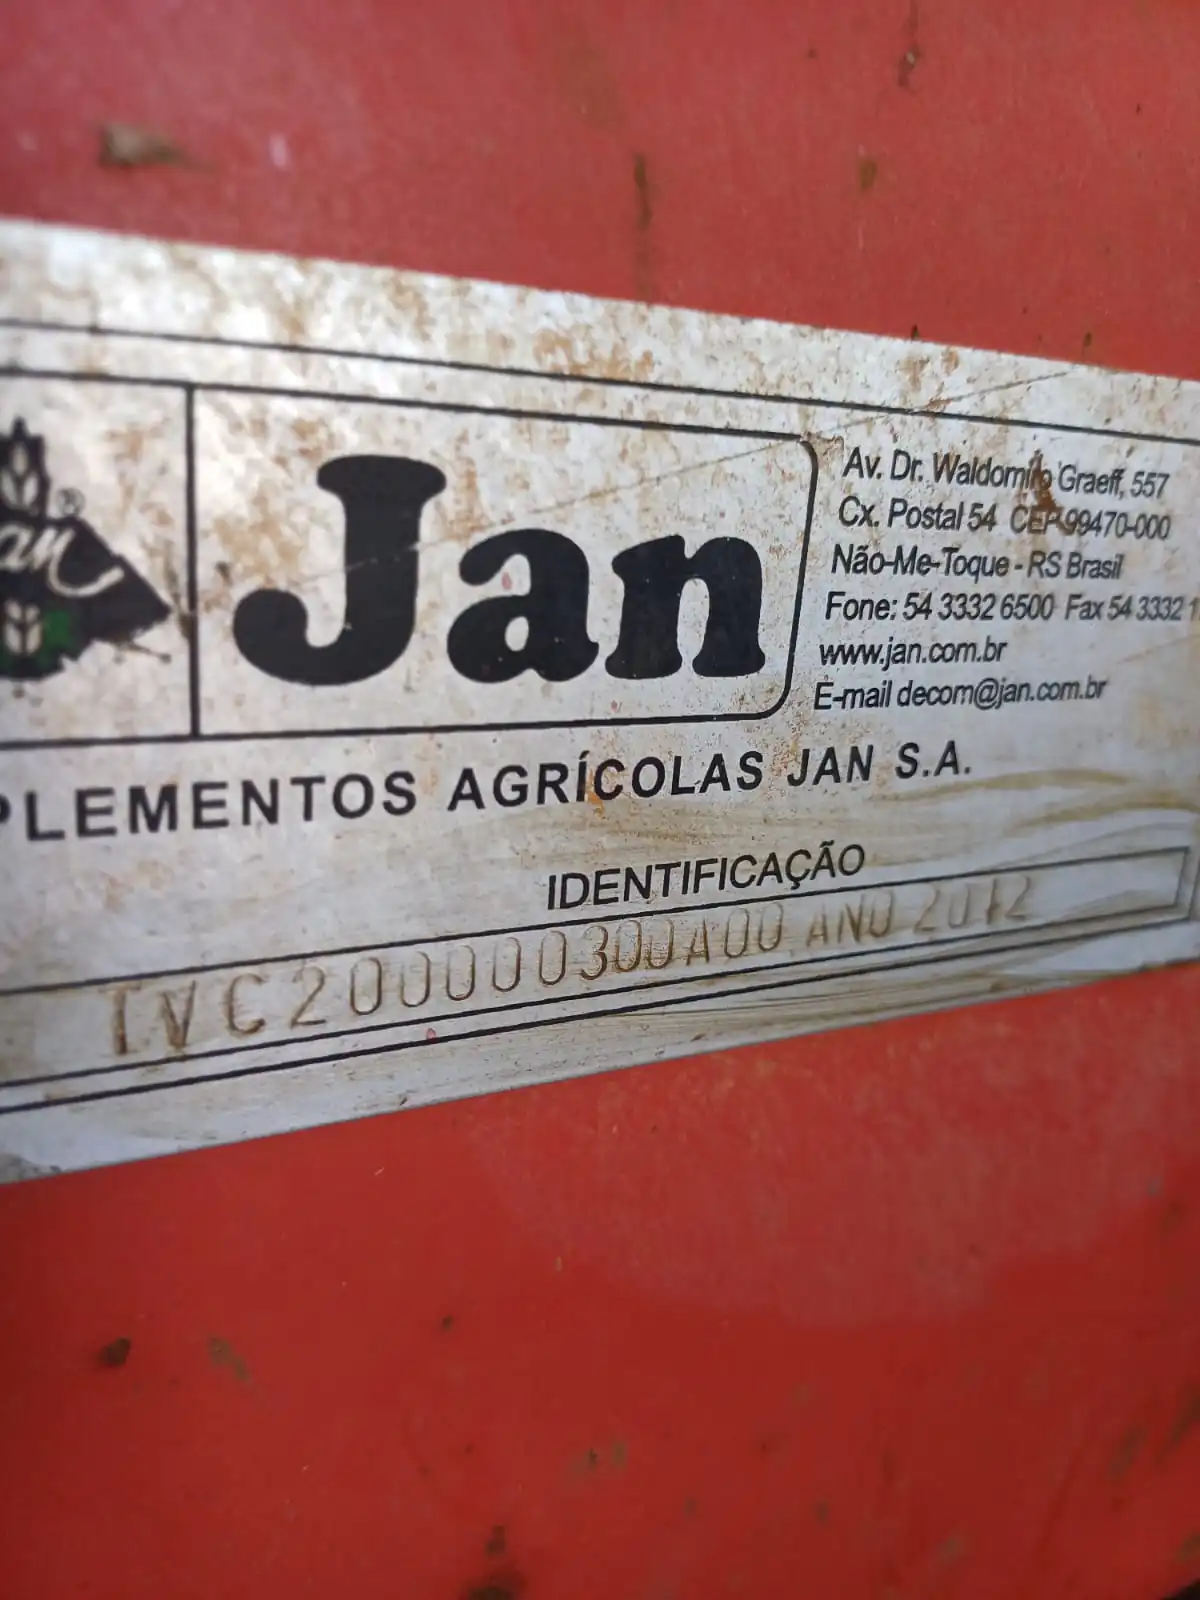 an®
Jan
Av. Dr. Waldomiro Graeff, 557
Cx. Postal 54 CEP 99470-000
Não-Me-Toque - RS Brasil
Fone: 54 3332 6500 Fax 54 3332 1
www.jan.com.br
E-mail decom@jan.com.br
PLEMENTOS AGRÍCOLAS JAN S.A.
IDENTIFICAÇÃO
TVC200000300A00 ANO 2012